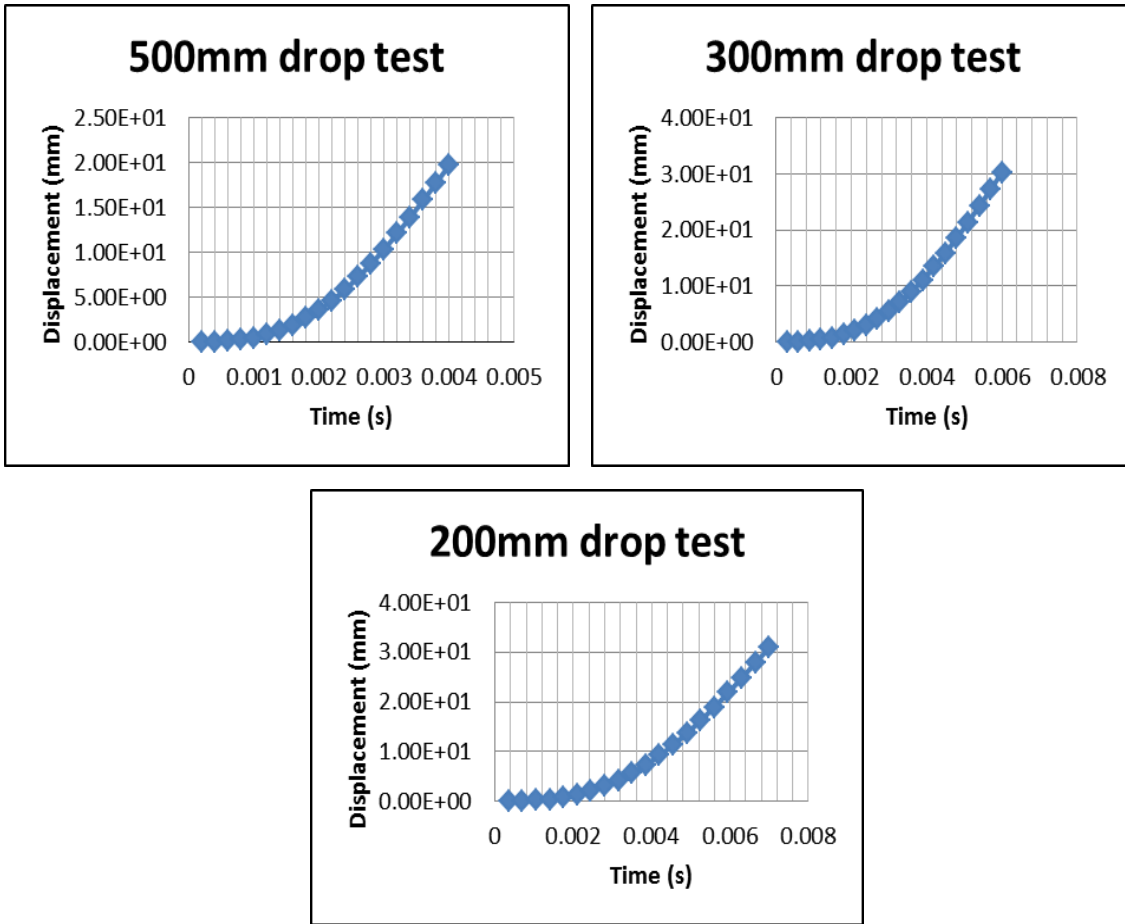 500mm drop test
Displacement (mm)
2.50E+01
2.00E+01
1.50E+01
1.00E+01
5.00E+00
0.00E+00
0 0.001 0.002 0.003 0.004 0.005
Time (s)
300mm drop test
Displacement (mm)
4.00E+01
3.00E+01
2.00E+01
1.00E+01
0.00E+00
0 0.002 0.004 0.006 0.008
Time (s)
200mm drop test
Displacement (mm)
4.00E+01
3.00E+01
2.00E+01
1.00E+01
0.00E+00
0 0.002 0.004 0.006 0.008
Time (s)